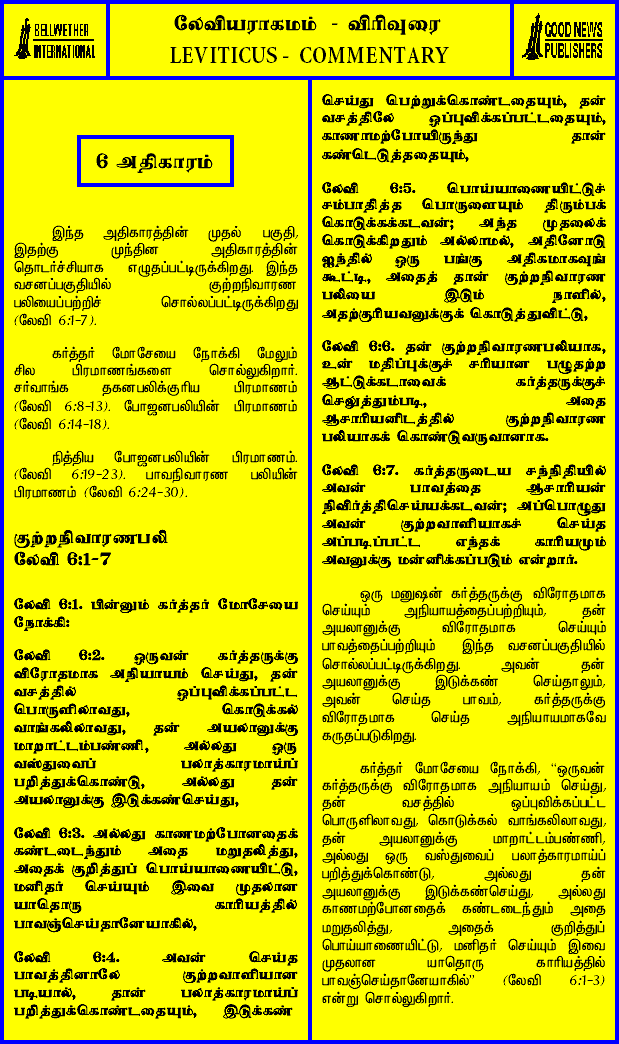 BELLWETHER
INTERNATIONAL
லேவியராகமம் - விரிவுரை
LEVITICUS - COMMENTARY
GOOD NEWS
PUBLISHERS
6 அதிகாரம்
இந்த அதிகாரத்தின் முதல் பகுதி,
இதற்கு முந்தின அதிகாரத்தின்
தொடர்ச்சியாக எழுதப்பட்டிருக்கிறது. இந்த
வசனப்பகுதியில் குற்றநிவாரண
பலியைப்பற்றிச் சொல்லப்பட்டிருக்கிறது
(லேவி 6:1-7).
கர்த்தர் மோசேயை நோக்கி மேலும்
சில பிரமாணங்களை சொல்லுகிறார்.
சர்வாங்க தகனபலிக்குரிய பிரமாணம்
(லேவி 6:8-13). போஜனபலியின் பிரமாணம்
(லேவி 6:14-18).
நித்திய போஜனபலியின் பிரமாணம்.
(லேவி 6:19-23). பாவநிவாரண பலியின்
பிரமாணம் (லேவி 6:24-30).
குற்றநிவாரணபலி
லேவி 6:1-7
லேவி 6:1. பின்னும் கர்த்தர் மோசேயை
நோக்கி:
லேவி 6:2. ஒருவன் கர்த்தருக்கு
விரோதமாக அநியாயம் செய்து, தன்
வசத்தில் ஒப்புவிக்கப்பட்ட
பொருளிலாவது, கொடுக்கல்
வாங்கலிலாவது, தன் அயலானுக்கு
மாறாட்டம்பண்ணி, அல்லது ஒரு
வஸ்துவைப் பலாத்காரமாய்ப்
பறித்துக்கொண்டு, அல்லது தன்
அயலானுக்கு இடுக்கண்செய்து,
லேவி 6:3. அல்லது காணமற்போனதைக்
கண்டடைந்தும் அதை மறுதலித்து,
அதைக் குறித்துப் பொய்யாணையிட்டு,
மனிதர் செய்யும் இவை முதலான
யாதொரு காரியத்தில்
பாவஞ்செய்தானேயாகில்,
லேவி 6:4. அவன் செய்த
பாவத்தினாலே குற்றவாளியான
படியால், தான் பலாத்காரமாய்ப்
பறித்துக்கொண்டதையும், இடுக்கண்
செய்து பெற்றுக்கொண்டதையும், தன்
வசத்திலே ஒப்புவிக்கப்பட்டதையும்,
காணாமற்போயிருந்து தான்
கண்டெடுத்ததையும்,
லேவி 6:5. பொய்யாணையிட்டுச்
சம்பாதித்த பொருளையும் திரும்பக்
கொடுக்கக்கடவன்; அந்த முதலைக்
கொடுக்கிறதும் அல்லாமல், அதினோடு
ஐந்தில் ஒரு பங்கு அதிகமாகவுங்
கூட்டி, அதைத் தான் குற்றநிவாரண
பலியை இடும் நாளில்,
அதற்குரியவனுக்குக் கொடுத்துவிட்டு,
லேவி 6:6. தன் குற்றநிவாரணபலியாக,
உன் மதிப்புக்குச் சரியான பழுதற்ற
ஆட்டுக்கடாவைக் கர்த்தருக்குச்
செலுத்தும்படி, அதை
ஆசாரியனிடத்தில் குற்றநிவாரண
பலியாகக் கொண்டுவருவானாக.
லேவி 6:7. கர்த்தருடைய சந்நிதியில்
அவன் பாவத்தை ஆசாரியன்
நிவிர்த்திசெய்யக்கடவன்; அப்பொழுது
அவன் குற்றவாளியாகச் செய்த
அப்படிப்பட்ட எந்தக் காரியமும்
அவனுக்கு மன்னிக்கப்படும் என்றார்.
ஒரு மனுஷன் கர்த்தருக்கு விரோதமாக
செய்யும் அநியாயத்தைப்பற்றியும், தன்
அயலானுக்கு விரோதமாக செய்யும்
பாவத்தைப்பற்றியும் இந்த வசனப்பகுதியில்
சொல்லப்பட்டிருக்கிறது. அவன் தன்
அயலானுக்கு இடுக்கண் செய்தாலும்,
அவன் செய்த பாவம், கர்த்தருக்கு
விரோதமாக செய்த அநியாயமாகவே
கருதப்படுகிறது.
கர்த்தர் மோசேயை நோக்கி, “ஒருவன்
கர்த்தருக்கு விரோதமாக அநியாயம் செய்து,
தன் வசத்தில் ஒப்புவிக்கப்பட்ட
பொருளிலாவது, கொடுக்கல் வாங்கலிலாவது,
தன் அயலானுக்கு மாறாட்டம்பண்ணி,
அல்லது ஒரு வஸ்துவைப் பலாத்காரமாய்ப்
பறித்துக்கொண்டு, அல்லது தன்
அயலானுக்கு இடுக்கண்செய்து, அல்லது
காணமற்போனதைக் கண்டடைந்தும் அதை
மறுதலித்து, அதைக் குறித்துப்
பொய்யாணையிட்டு, மனிதர் செய்யும் இவை
முதலான யாதொரு காரியத்தில்
பாவஞ்செய்தானேயாகில்” (லேவி 6:1-3)
என்று சொல்லுகிறார்.